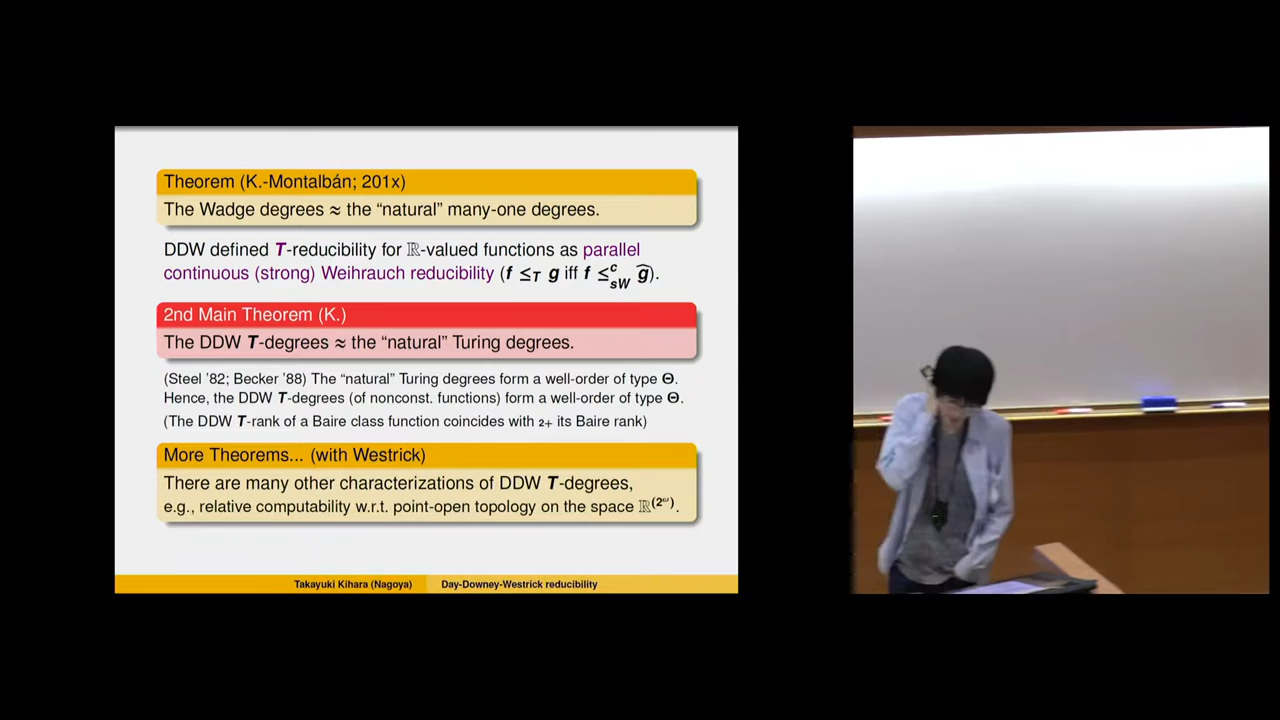 Theorem (K.-Montalbán; 201x)
The Wadge degrees ≈ the “natural” many-one degrees.
DDW defined T-reducibility for ℝ-valued functions as parallel
continuous (strong) Weihrauch reducibility (f ≤_T g iff f ≤^c_sW ĝ).
2nd Main Theorem (K.)
The DDW T-degrees ≈ the “natural” Turing degrees.
(Steel '82; Becker '88) The “natural” Turing degrees form a well-order of type Θ.
Hence, the DDW T-degrees (of nonconst. functions) form a well-order of type Θ.
(The DDW T-rank of a Baire class function coincides with 2+ its Baire rank)
More Theorems... (with Westrick)
There are many other characterizations of DDW T-degrees,
e.g., relative computability w.r.t. point-open topology on the space ℝ^(2^ω).
Takayuki Kihara (Nagoya) Day-Downey-Westrick reducibility